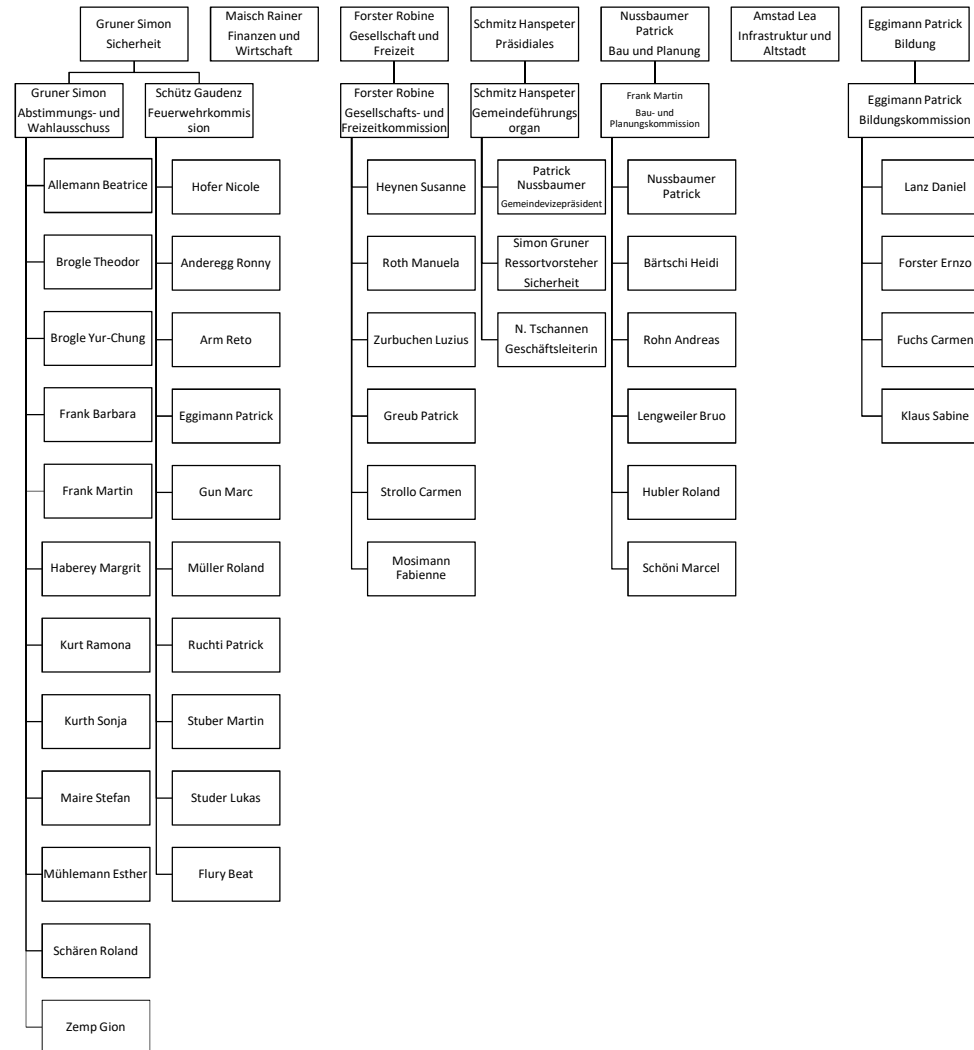 Gruner Simon
Sicherheit
Maisch Rainer
Finanzen und
Wirtschaft
Forster Robine
Gesellschaft und
Freizeit
Schmitz Hanspeter
Präsidiales
Nussbaumer
Patrick
Bau und Planung
Amstad Lea
Infrastruktur und
Altstadt
Eggimann Patrick
Bildung
Gruner Simon
Abstimmungs- und
Wahlausschuss
Schütz Gaudenz
Feuerwehrkommis
sion
Forster Robine
Gesellschafts- und
Freizeitkommission
Schmitz Hanspeter
Gemeindeführungs
organ
Frank Martin
Bau- und
Planungskommission
Eggimann Patrick
Bildungskommission
Allemann Beatrice
Brogle Theodor
Brogle Yur-Chung
Frank Barbara
Frank Martin
Haberey Margrit
Kurt Ramona
Kurth Sonja
Maire Stefan
Mühlemann Esther
Schären Roland
Zemp Gion
Hofer Nicole
Anderegg Ronny
Arm Reto
Eggimann Patrick
Gun Marc
Müller Roland
Ruchti Patrick
Stuber Martin
Studer Lukas
Flury Beat
Heynen Susanne
Roth Manuela
Zurbuchen Luzius
Greub Patrick
Strollo Carmen
Mosimann
Fabienne
Patrick
Nussbaumer
Gemeindevizepräsident
Simon Gruner
Ressortvorsteher
Sicherheit
N. Tschannen
Geschäftsleiterin
Nussbaumer
Patrick
Bärtschi Heidi
Rohn Andreas
Lengweiler Bruo
Hubler Roland
Schöni Marcel
Lanz Daniel
Forster Ernzo
Fuchs Carmen
Klaus Sabine